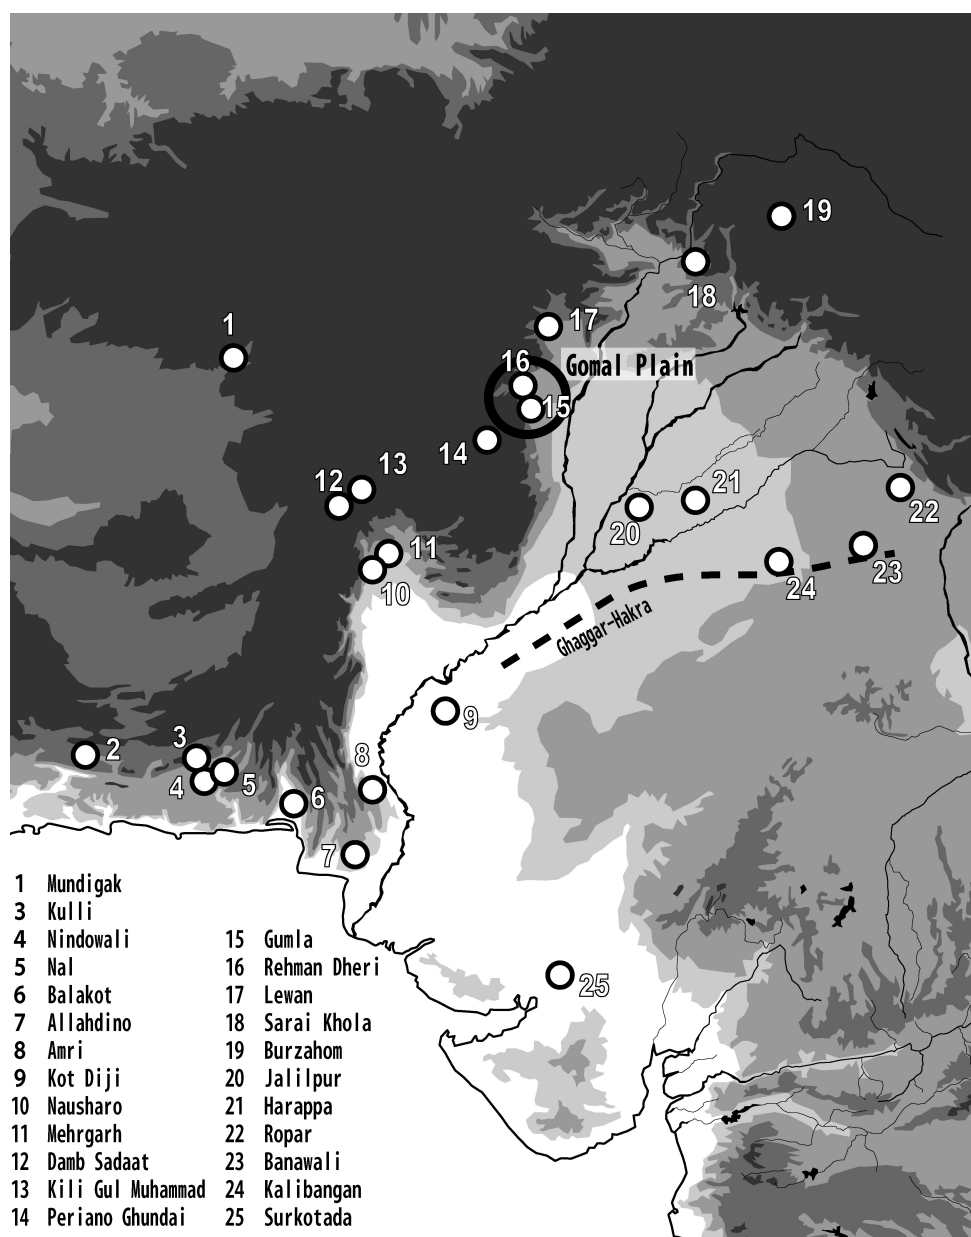 19
18
1
17
16
Gomal Plain
15
14
13
12
21
20
22
11
10
24
23
Ghaggar-Hakra
9
2
3
8
4
5
6
7
25
1 Mundigak
3 Kulli
4 Nindowali
5 Nal
6 Balakot
7 Allahdino
8 Amri
9 Kot Diji
10 Nausharo
11 Mehrgarh
12 Damb Sadaat
13 Kili Gul Muhammad
14 Periano Ghundai
15 Gumla
16 Rehman Dheri
17 Lewan
18 Sarai Khola
19 Burzahom
20 Jalilpur
21 Harappa
22 Ropar
23 Banawali
24 Kalibangan
25 Surkotada